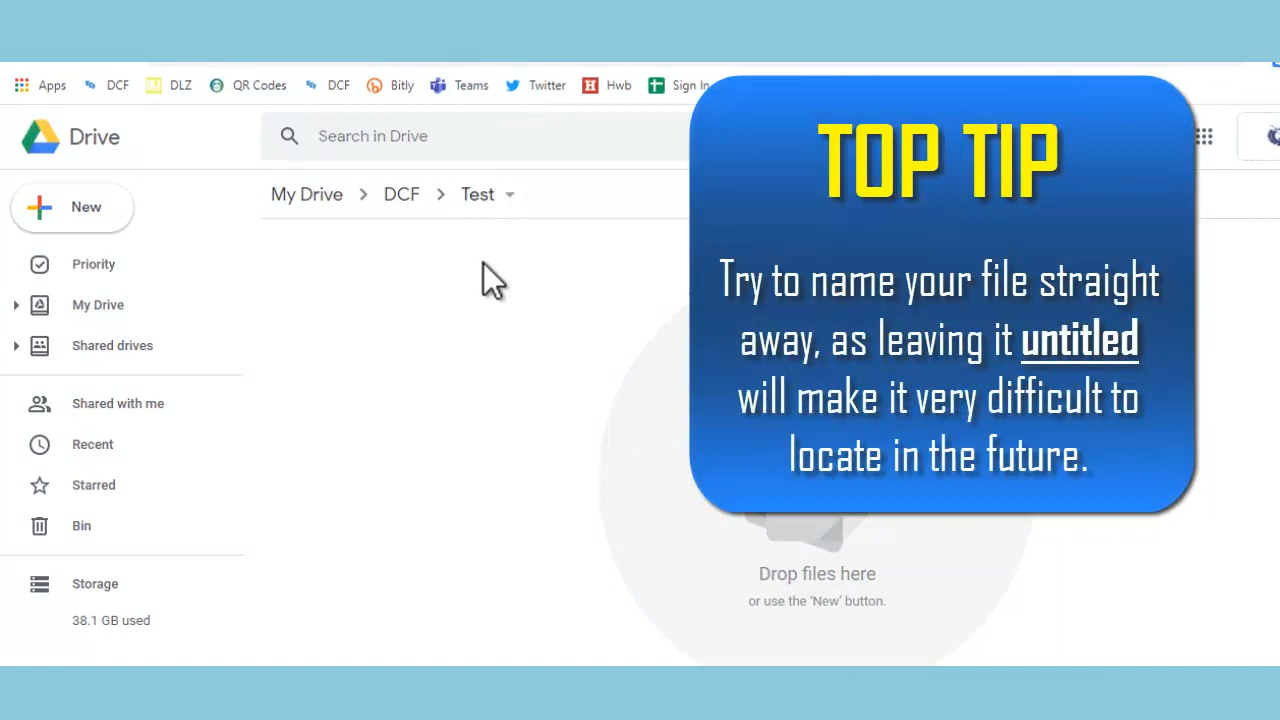 Apps DCF DLZ QR Codes DCF Bitly Teams Twitter Hwb Sign In
Drive
Search in Drive
My Drive > DCF > Test
New
Priority
My Drive
Shared drives
Shared with me
Recent
Starred
Bin
Storage
38.1 GB used
TOP TIP
Try to name your file straight
away, as leaving it untitled
will make it very difficult to
locate in the future.
Drop files here
or use the 'New' button.